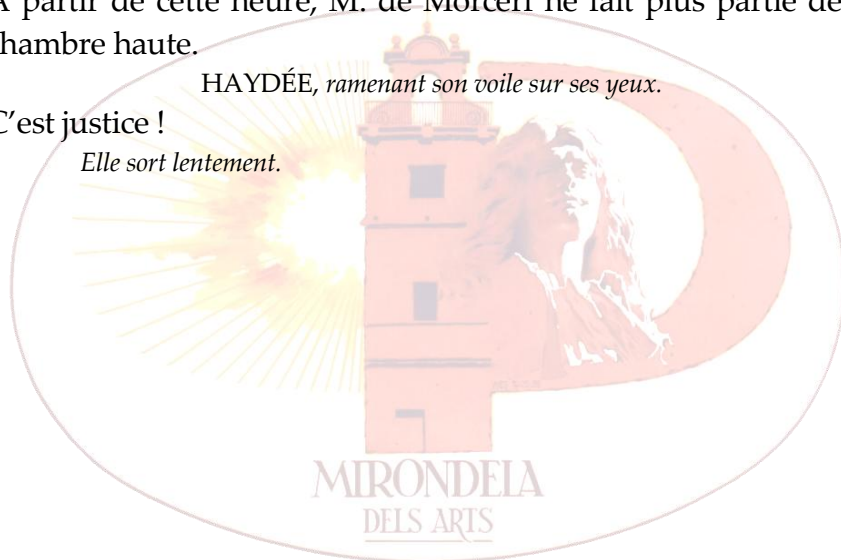 À partir de cette heure, M. de Morcerf ne fait plus partie de
chambre haute.
HAYDÉE, ramenant son voile sur ses yeux.
C’est justice !
Elle sort lentement.
MIRONDELA
DELS ARTS